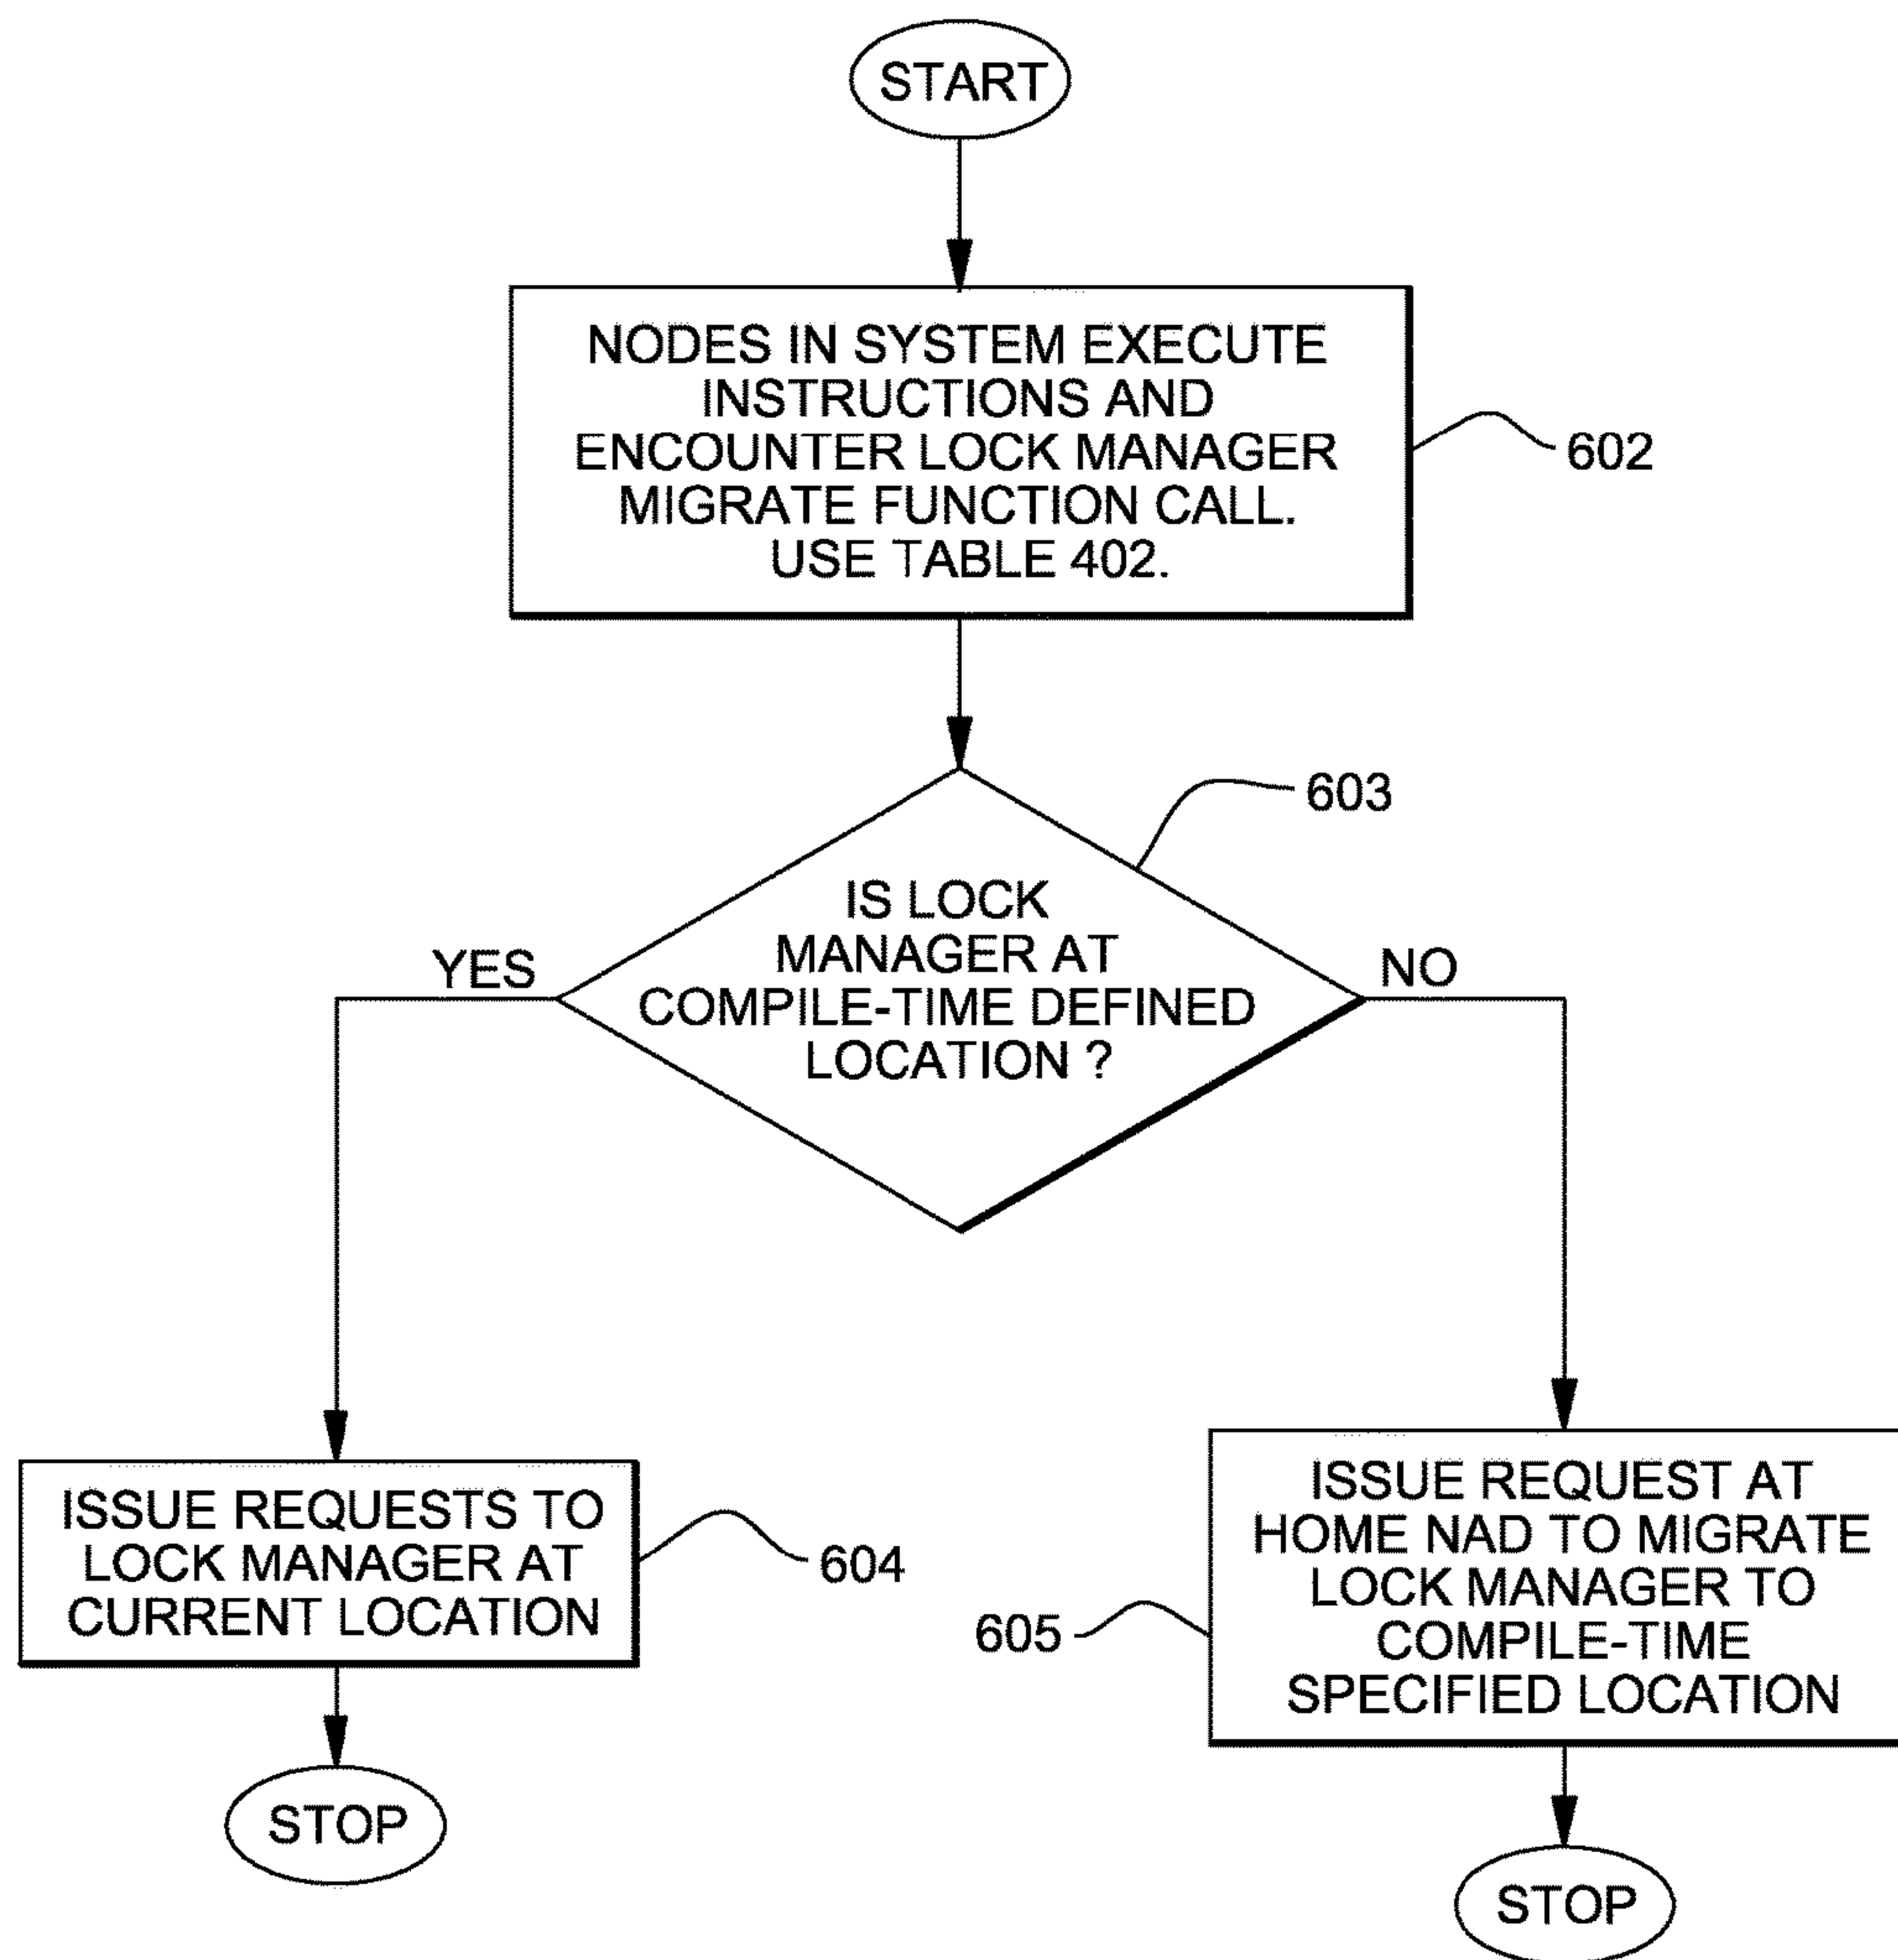 START
NODES IN SYSTEM EXECUTE
INSTRUCTIONS AND
ENCOUNTER LOCK MANAGER
MIGRATE FUNCTION CALL.
USE TABLE 402.
602
603
IS LOCK
MANAGER AT
COMPILE-TIME DEFINED
LOCATION ?
YES
NO
ISSUE REQUESTS TO
LOCK MANAGER AT
CURRENT LOCATION
604
STOP
ISSUE REQUEST AT
HOME NAD TO MIGRATE
LOCK MANAGER TO
COMPILE-TIME
SPECIFIED LOCATION
605
STOP